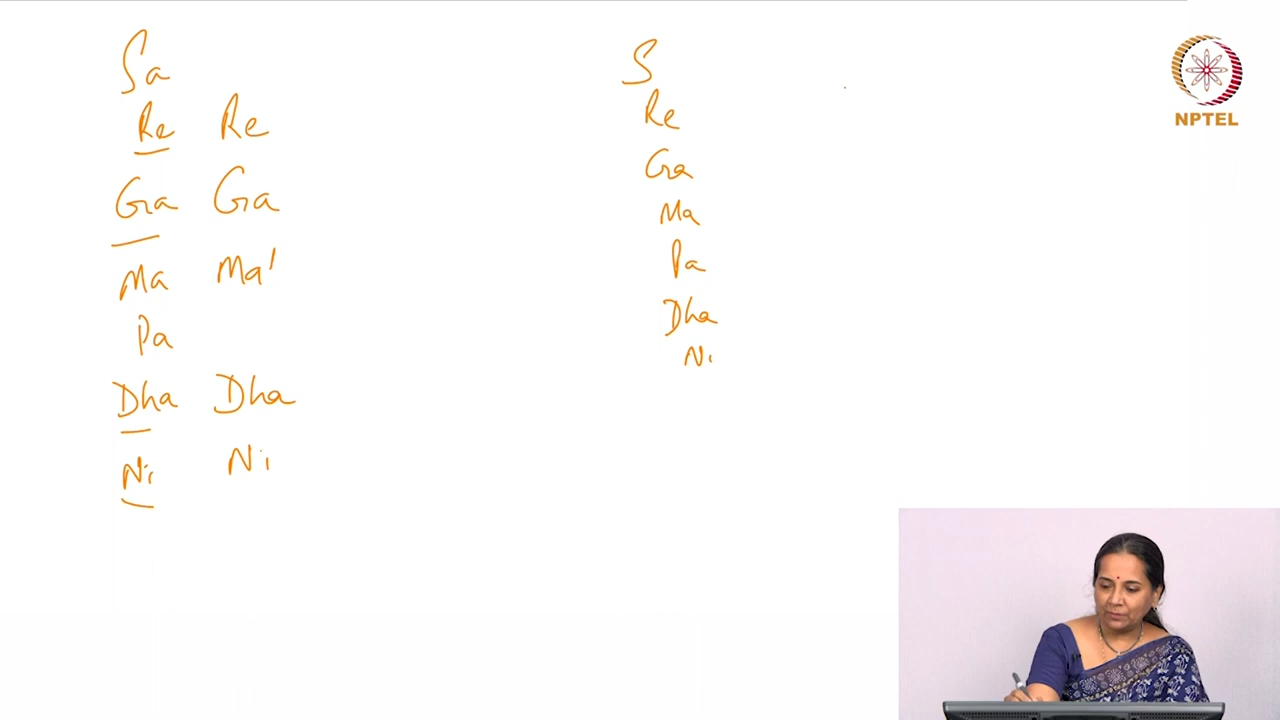 Sa
Re Re
Ga Ga
Ma Ma'
Pa
Dha Dha
Ni Ni
S
Re
Ga
Ma
Pa
Dha
Ni
NPTEL